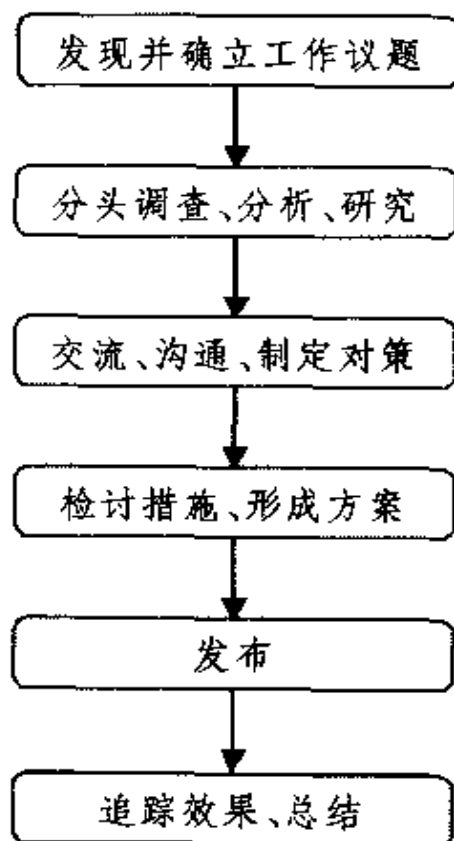 发现并确立工作议题
分头调查、分析、研究
交流、沟通、制定对策
检讨措施、形成方案
发布
追踪效果、总结